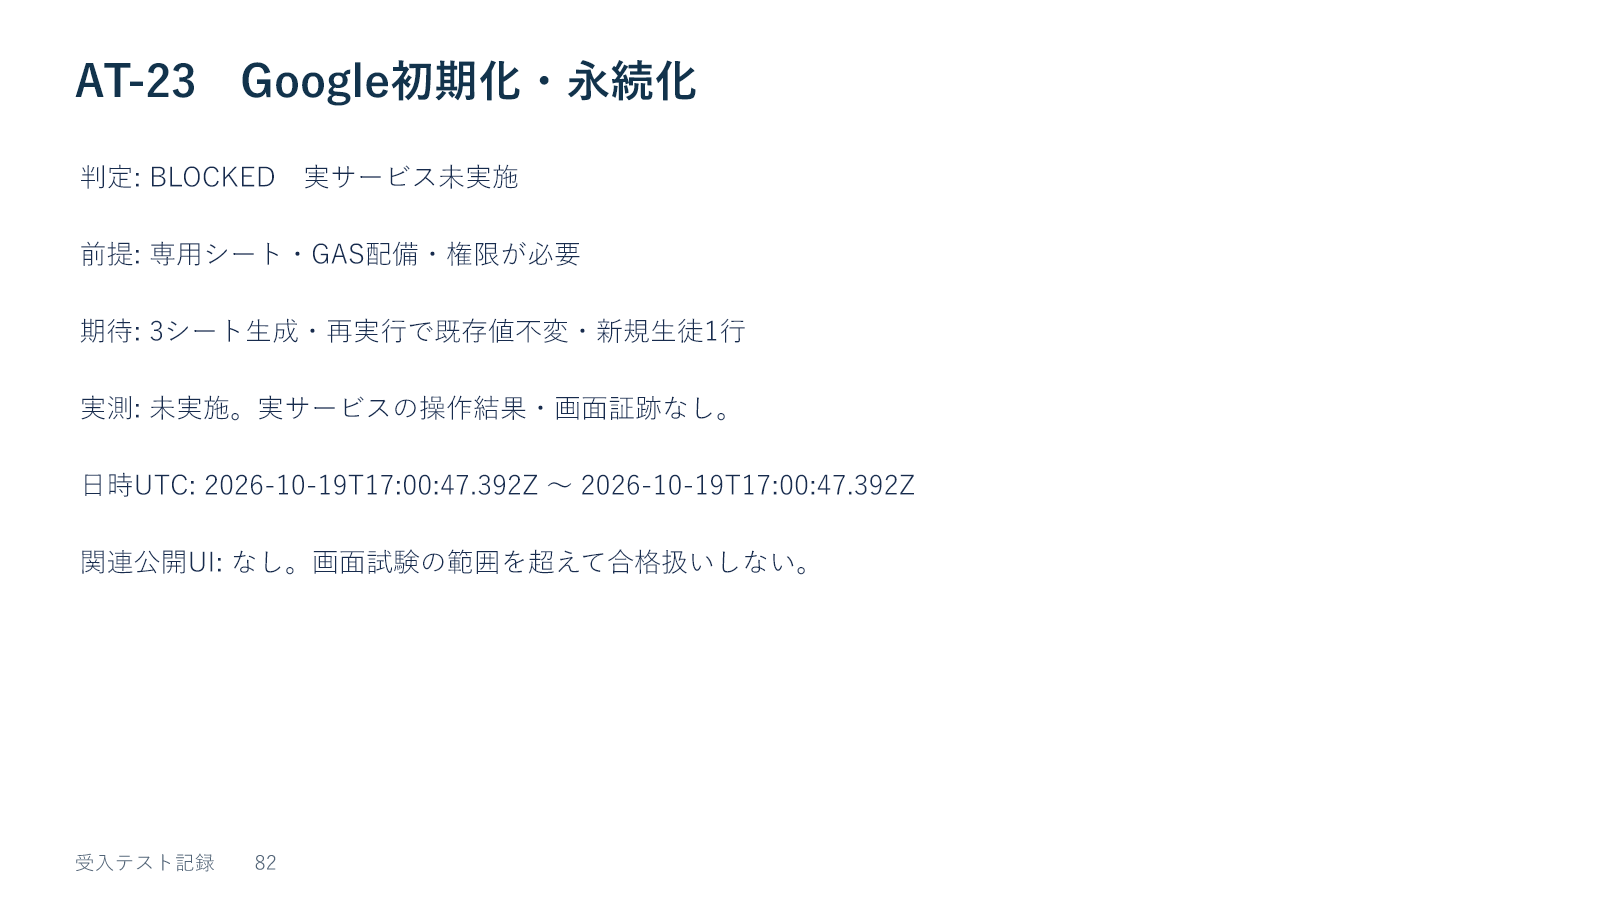 AT-23　Google初期化・永続化
判定: BLOCKED　実サービス未実施
前提: 専用シート・GAS配備・権限が必要
期待: 3シート生成・再実行で既存値不変・新規生徒1行
実測: 未実施。実サービスの操作結果・画面証跡なし。
日時UTC: 2026-10-19T17:00:47.392Z ～ 2026-10-19T17:00:47.392Z
関連公開UI: なし。画面試験の範囲を超えて合格扱いしない。
受入テスト記録　　82